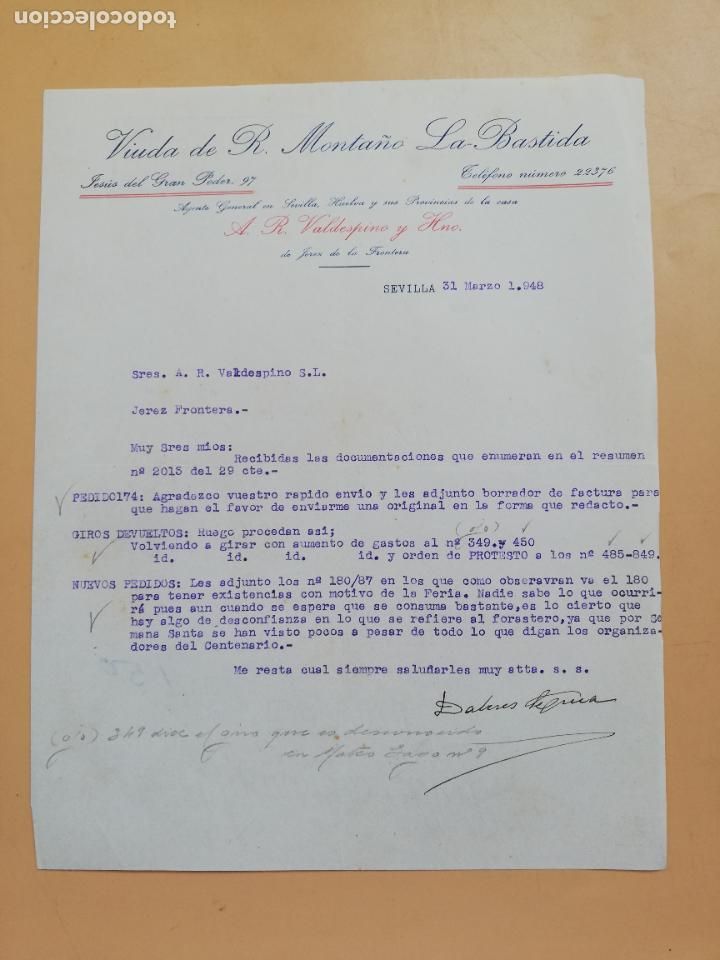 todocoleccion
Viuda de R. Montaño La-Bastida
Jesús del Gran Poder. 97
Teléfono número 22376
Agente General en Sevilla, Huelva y sus Provincias de la casa
A. R. Valdespino y Hno.
de Jerez de la Frontera
SEVILLA 31 Marzo 1.948
Sres. A. R. Valdespino S.L.
Jerez Frontera.-
Muy Sres mios:
Recibidas las documentaciones que enumeran en el resumen
nº 2015 del 29 cte.-
PEDIDO174: Agradezco vuestro rapido envio y les adjunto borrador de factura para
que hagan el favor de enviarme una original en la forma que redacto.-
(o/o)
GIROS DEVUELTOS: Ruego procedan asi;
Volviendo a girar con aumento de gastos al nº 349.y 450
id. id. id. id. y orden de PROTESTO a los nº 485-849.
NUEVOS PEDIDOS: Les adjunto los nº 180/87 en los que como obseravran va el 180
para tener existencias con motivo de la Feria. Nadie sabe lo que ocurri-
rá pues aun cuando se espera que se consuma bastante,es lo cierto que
hay algo de desconfianza en lo que se refiere al forastero,ya que por Se
mana Santa se han visto pocos a pesar de todo lo que digan los organiza-
dores del Centenario.-
Me resta cual siempre saluñarles muy atta. s. s.
Dolores
(o/o) 349 dice el giro que es desconocido
en Mateo Gago nº 9